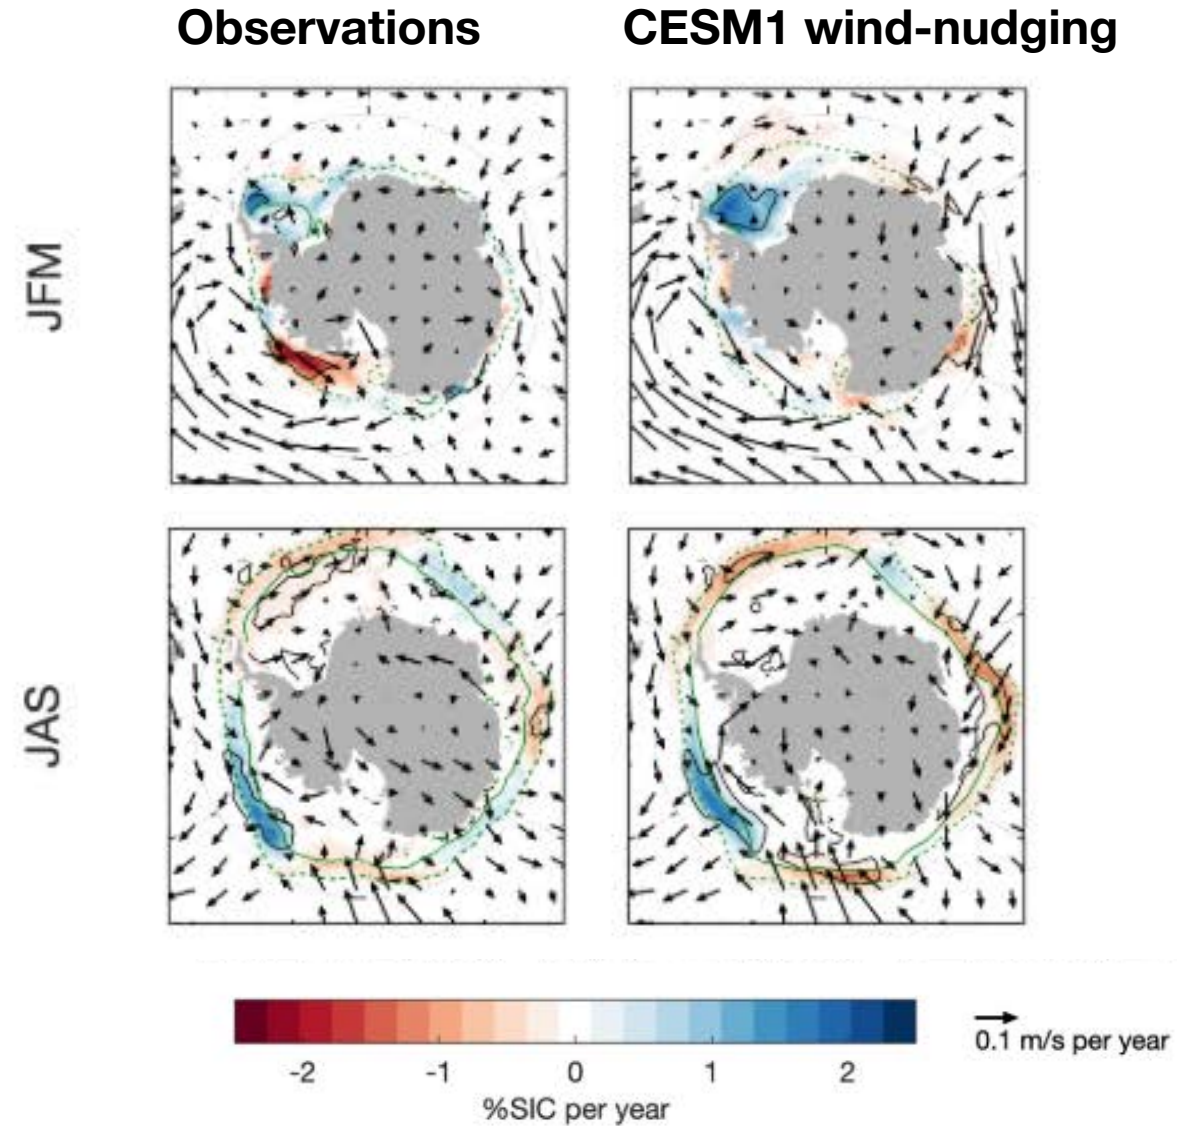 Observations CESM1 wind-nudging
JFM
JAS
-2 -1 0 1 2
%SIC per year
0.1 m/s per year